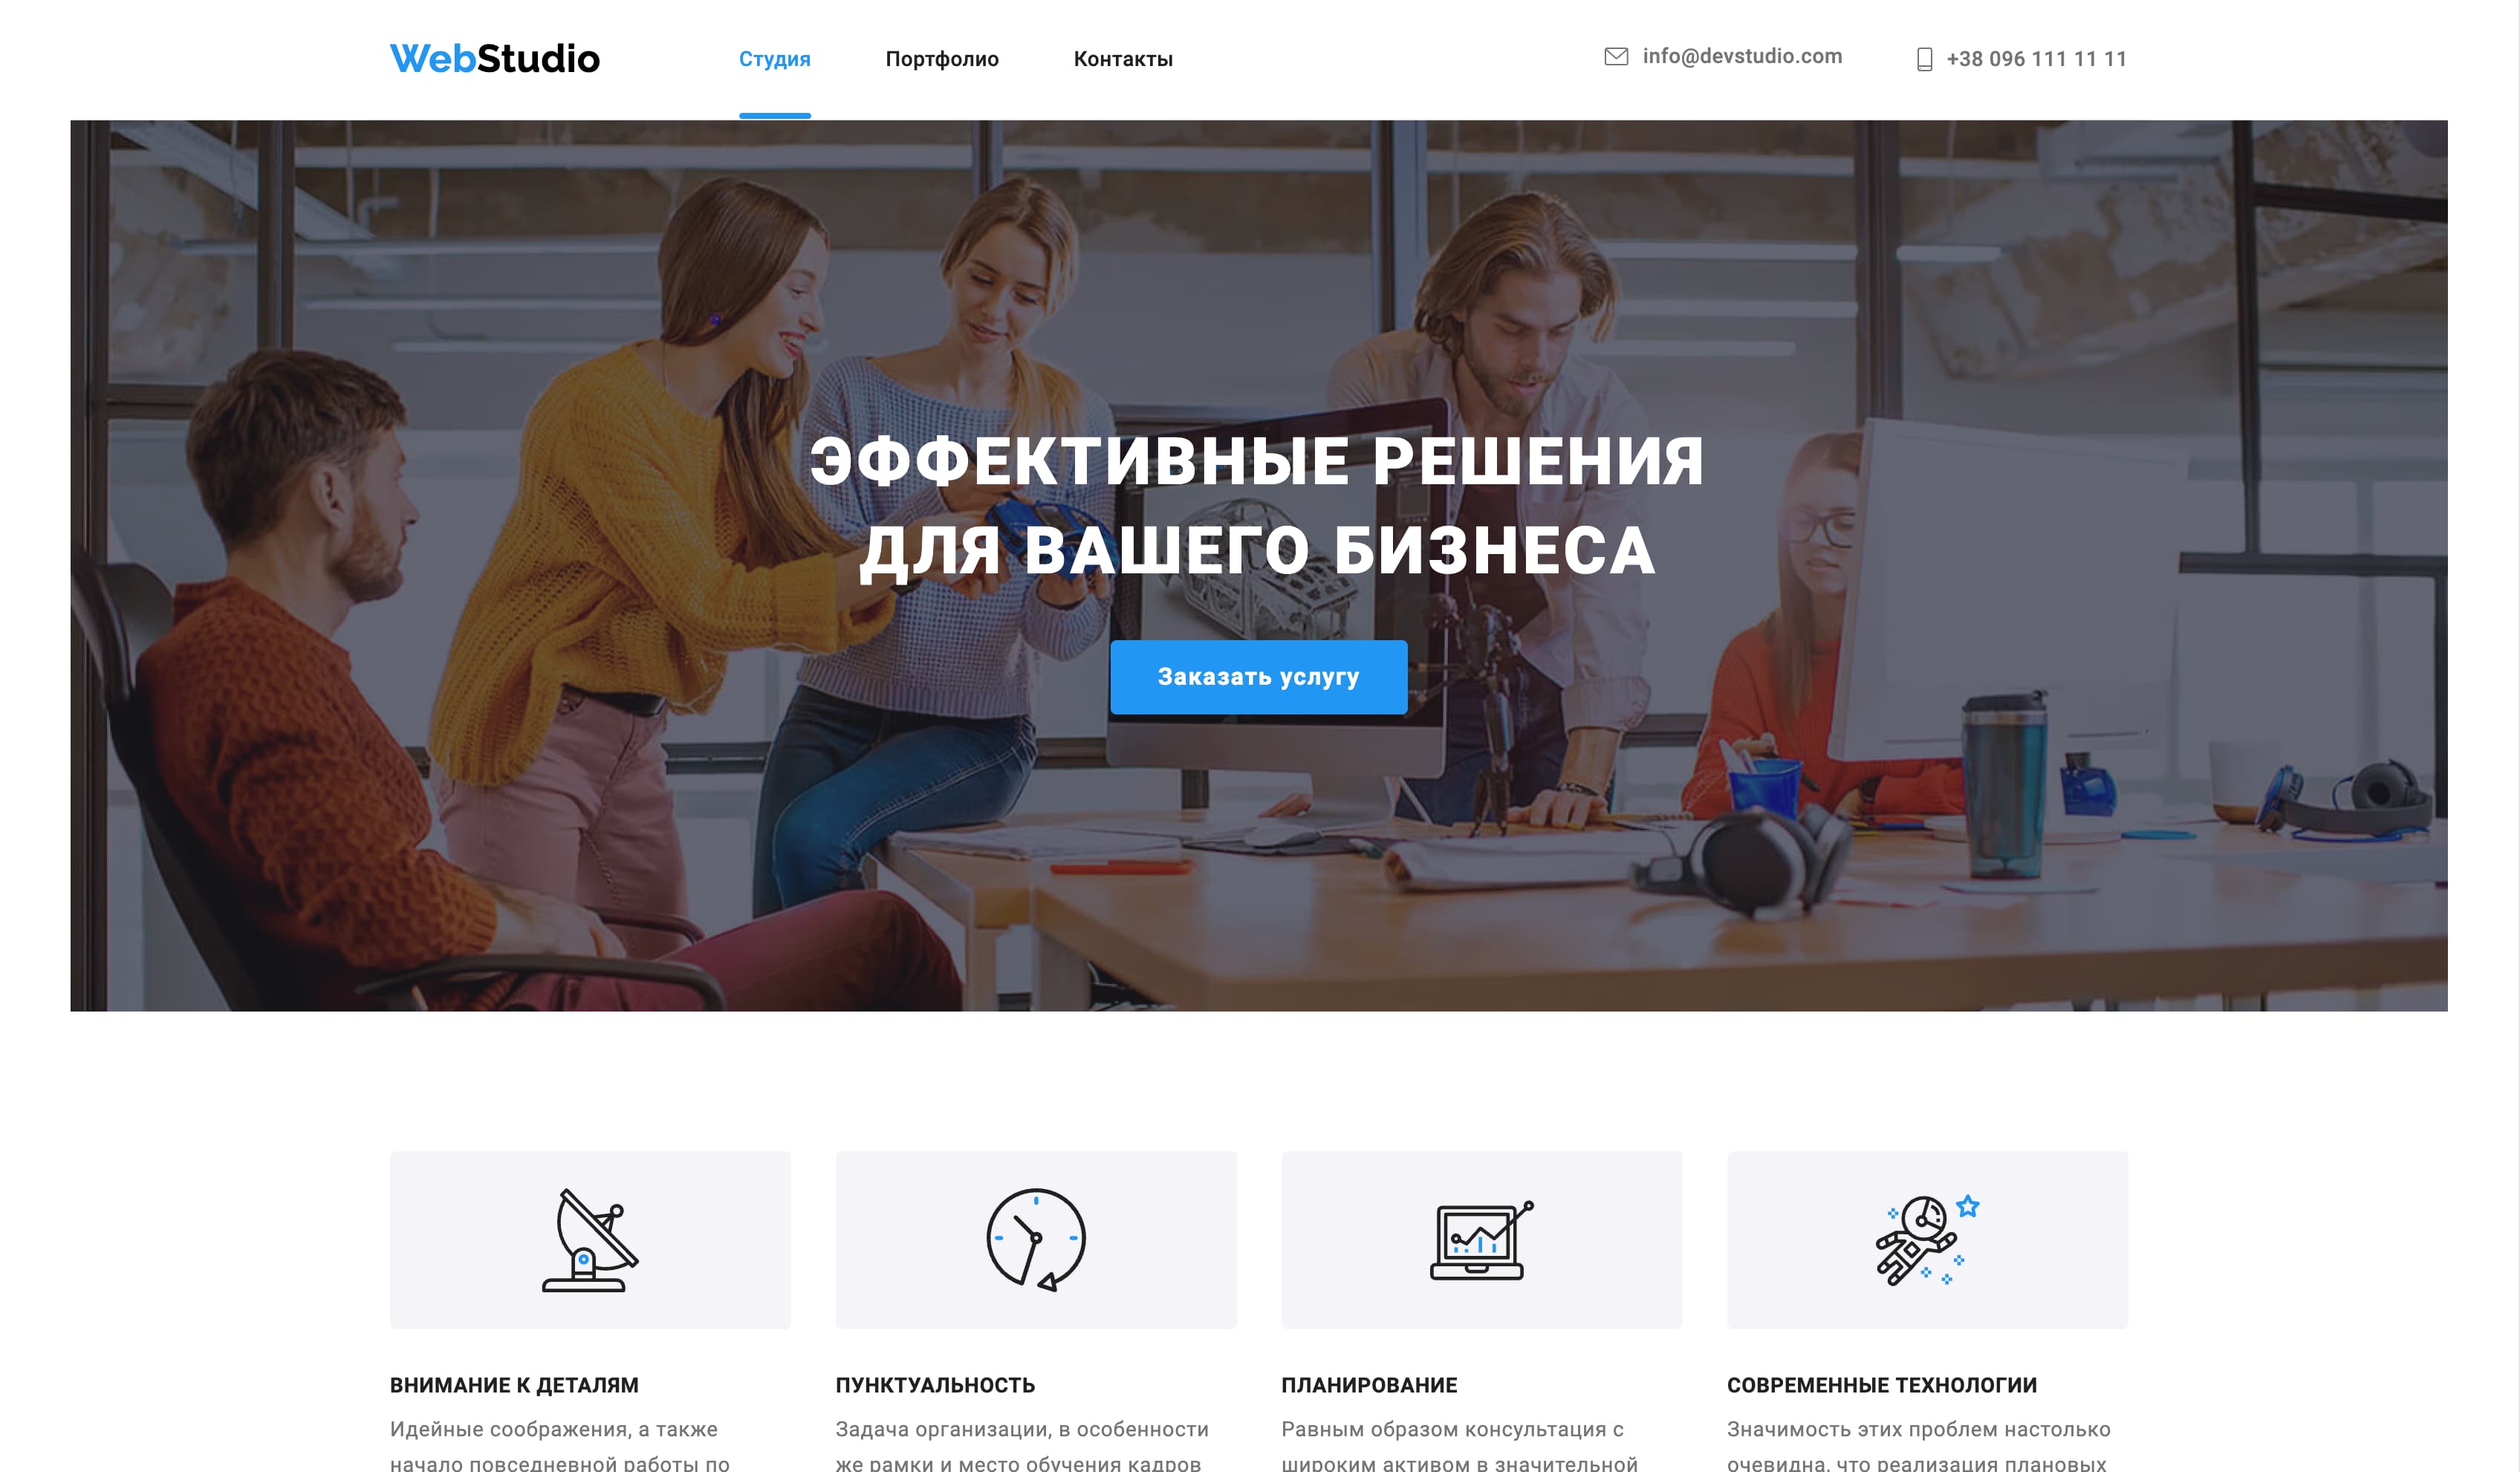 WebStudio
Студия
Портфолио
Контакты
info@devstudio.com
+38 096 111 11 11
ЭФФЕКТИВНЫЕ РЕШЕНИЯ
ДЛЯ ВАШЕГО БИЗНЕСА
Заказать услугу
ВНИМАНИЕ К ДЕТАЛЯМ
Идейные соображения, а также
начало повседневной работы по
ПУНКТУАЛЬНОСТЬ
Задача организации, в особенности
же рамки и место обучения кадров
ПЛАНИРОВАНИЕ
Равным образом консультация с
широким активом в значительной
СОВРЕМЕННЫЕ ТЕХНОЛОГИИ
Значимость этих проблем настолько
очевидна, что реализация плановых